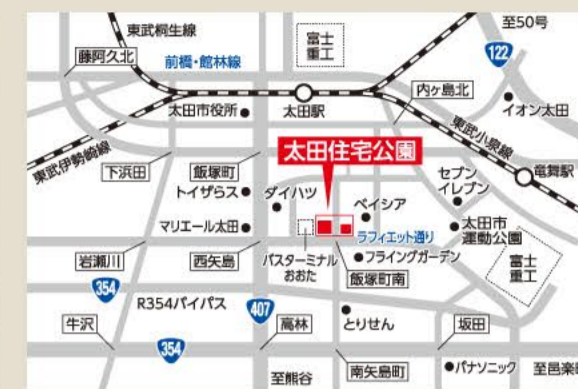 至50号
東武桐生線
富士
重工
122
藤阿久北
前橋・館林線
内ヶ島北
イオン太田
太田市役所
太田駅
東武小泉線
竜舞駅
東武伊勢崎線
下浜田
飯塚町
太田住宅公園
セブン
イレブン
トイザらス
ダイハツ
ベイシア
マリエール太田
ラフィエット通り
太田市
運動公園
岩瀬川
西矢島
バスターミナル
おおた
フライングガーデン
飯塚町南
富士
重工
354
R354バイパス
407
牛沢
354
高林
とりせん
坂田
至熊谷
南矢島町
パナソニック